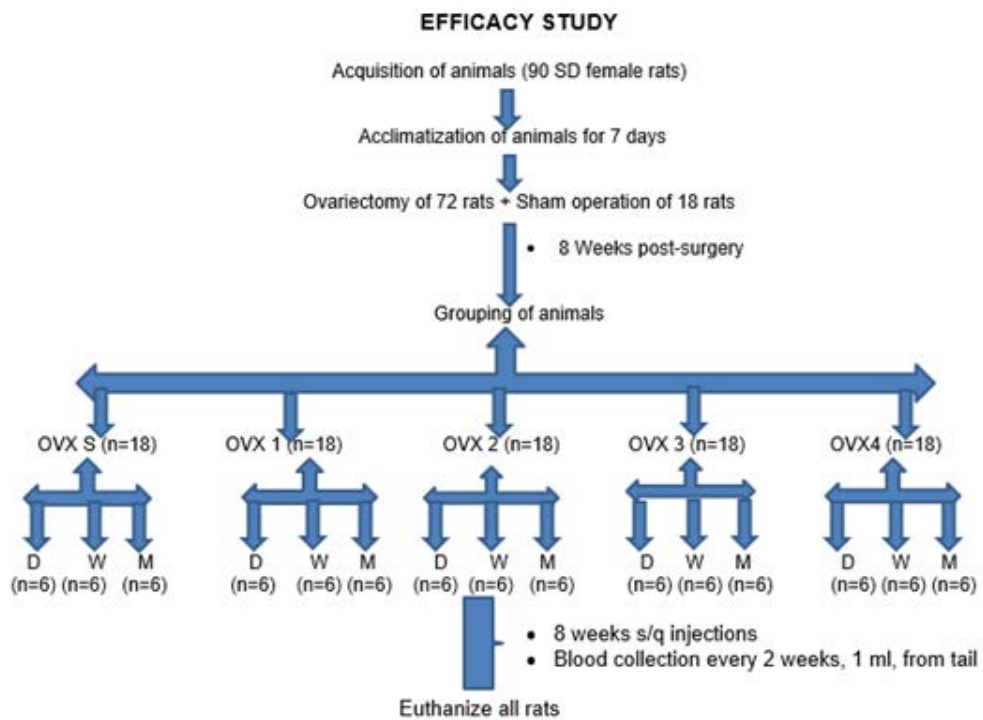 EFFICACY STUDY
Acquisition of animals (90 SD female rats)
Acclimatization of animals for 7 days
Ovariectomy of 72 rats + Sham operation of 18 rats
• 8 Weeks post-surgery
Grouping of animals
OVX S (n=18) OVX 1 (n=18) OVX 2 (n=18) OVX 3 (n=18) OVX4 (n=18)
D W M D W M D W M D W M D W M
(n=6) (n=6) (n=6) (n=6) (n=6) (n=6) (n=6) (n=6) (n=6) (n=6) (n=6) (n=6) (n=6) (n=6) (n=6)
• 8 weeks s/q injections
• Blood collection every 2 weeks, 1 ml, from tail
Euthanize all rats